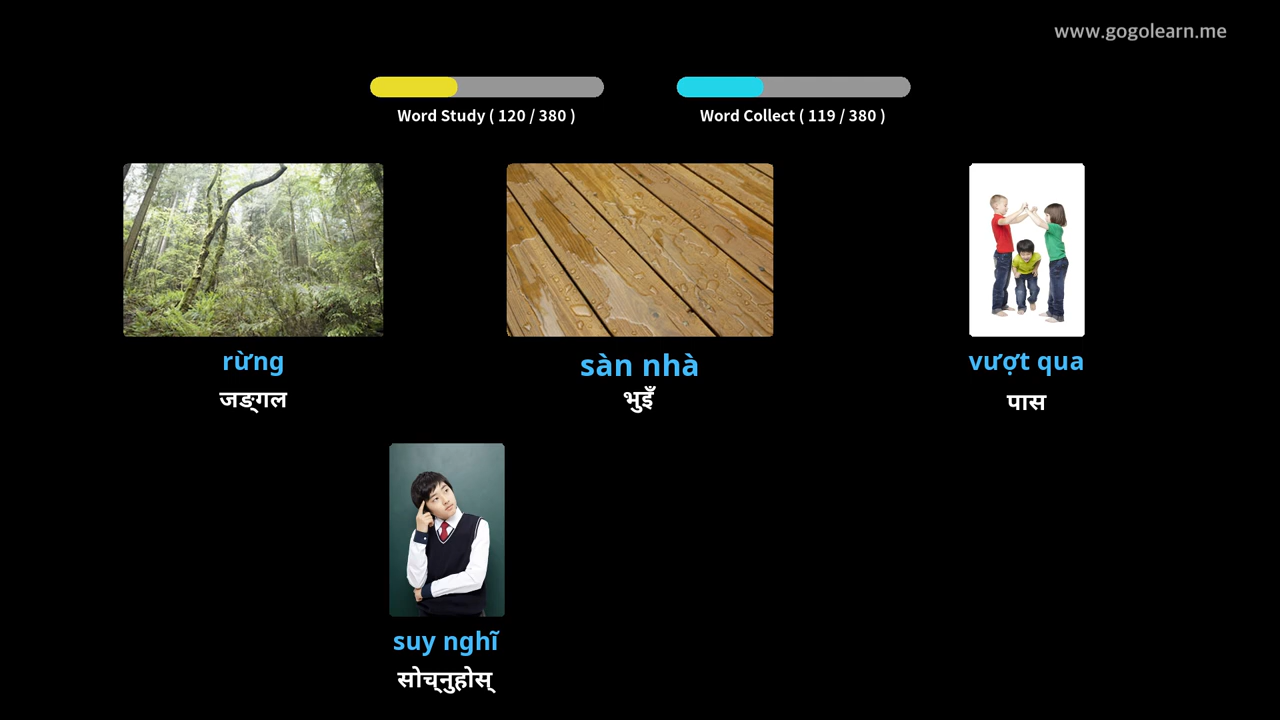 www.gogolearn.me
Word Study ( 120 / 380 )
Word Collect ( 119 / 380 )
rừng
sàn nhà
vượt qua
जङ्गल
भुइँ
पास
suy nghĩ
सोच्नुहोस्